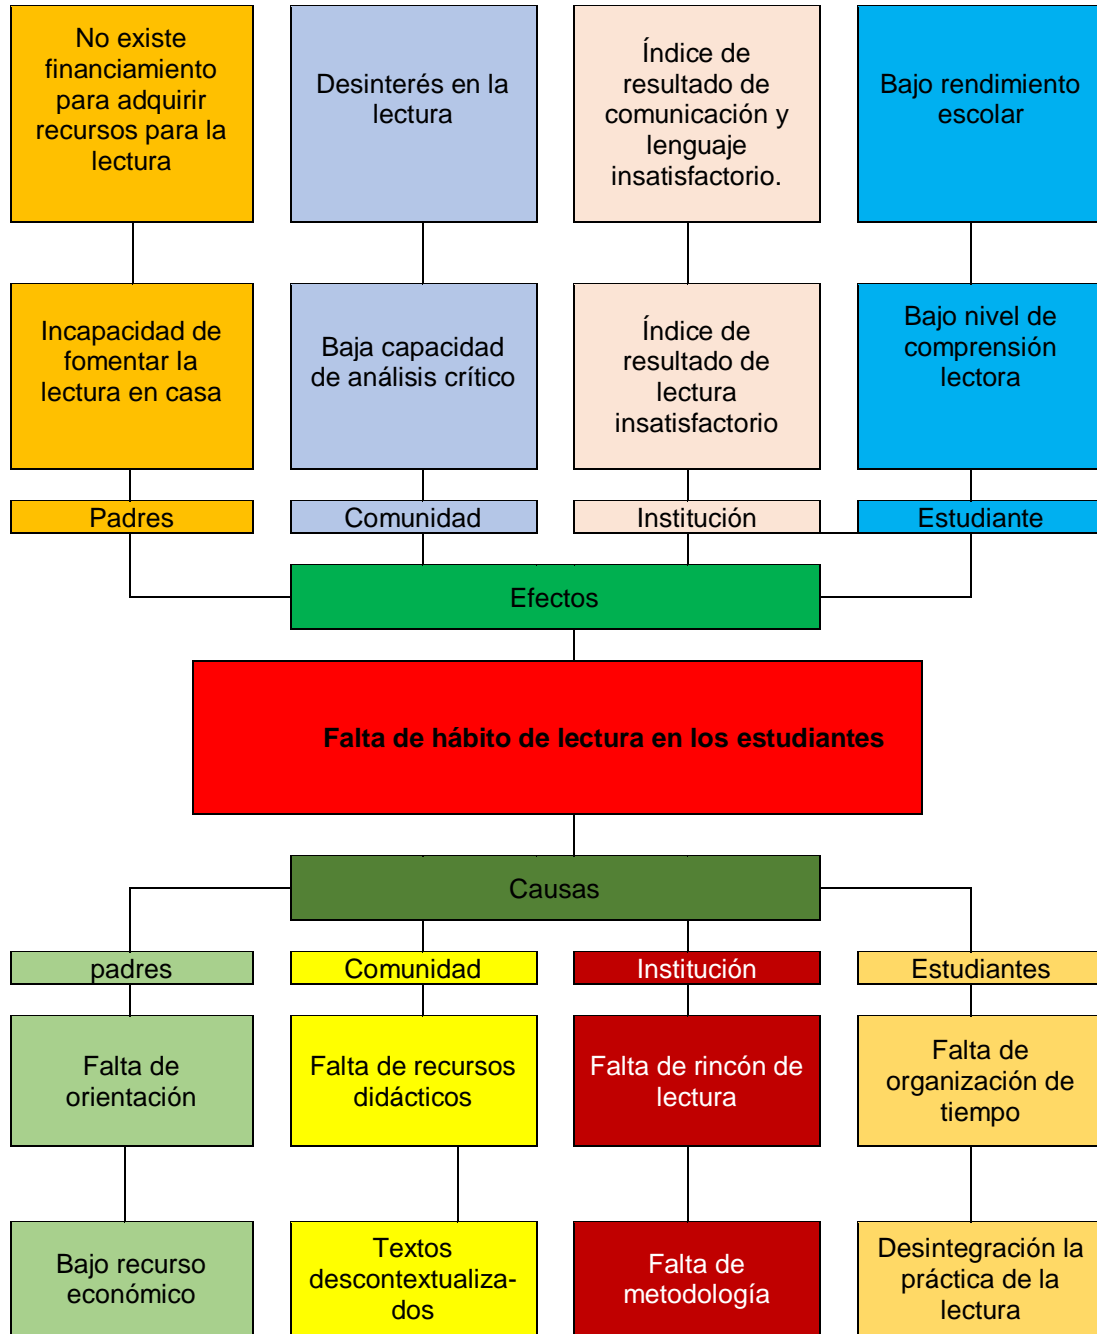 No existe
financiamiento
para adquirir
recursos para la
lectura
Desinterés en la
lectura
Índice de
resultado de
comunicación y
lenguaje
insatisfactorio.
Bajo rendimiento
escolar
Incapacidad de
fomentar la
lectura en casa
Baja capacidad
de análisis crítico
Índice de
resultado de
lectura
insatisfactorio
Bajo nivel de
comprensión
lectora
Padres
Comunidad
Institución
Estudiante
Efectos
Falta de hábito de lectura en los estudiantes
Causas
padres
Comunidad
Institución
Estudiantes
Falta de
orientación
Falta de recursos
didácticos
Falta de rincón de
lectura
Falta de
organización de
tiempo
Bajo recurso
económico
Textos
descontextualiza-
dos
Falta de
metodología
Desintegración la
práctica de la
lectura